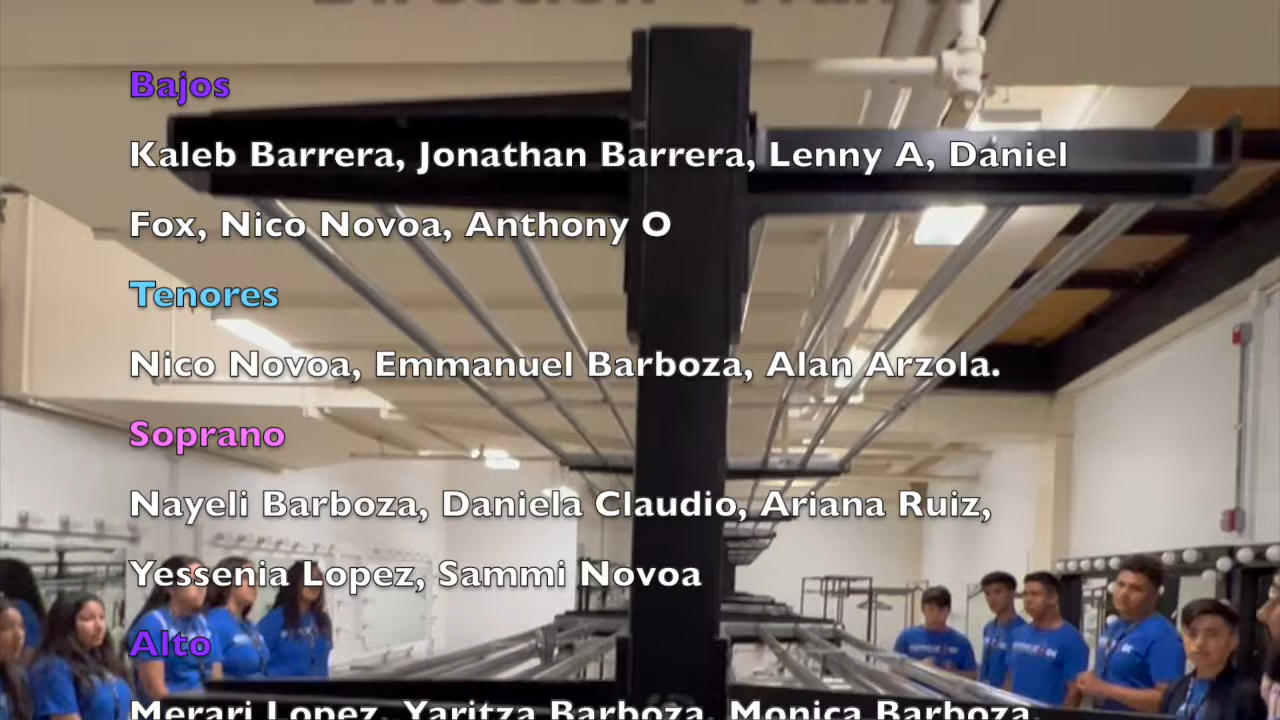 Bajos
Kaleb Barrera, Jonathan Barrera, Lenny A, Daniel
Fox, Nico Novoa, Anthony O
Tenores
Nico Novoa, Emmanuel Barboza, Alan Arzola.
Soprano
Nayeli Barboza, Daniela Claudio, Ariana Ruiz,
Yessenia Lopez, Sammi Novoa
Alto
Merari Lopez, Yaritza Barboza, Monica Barboza,